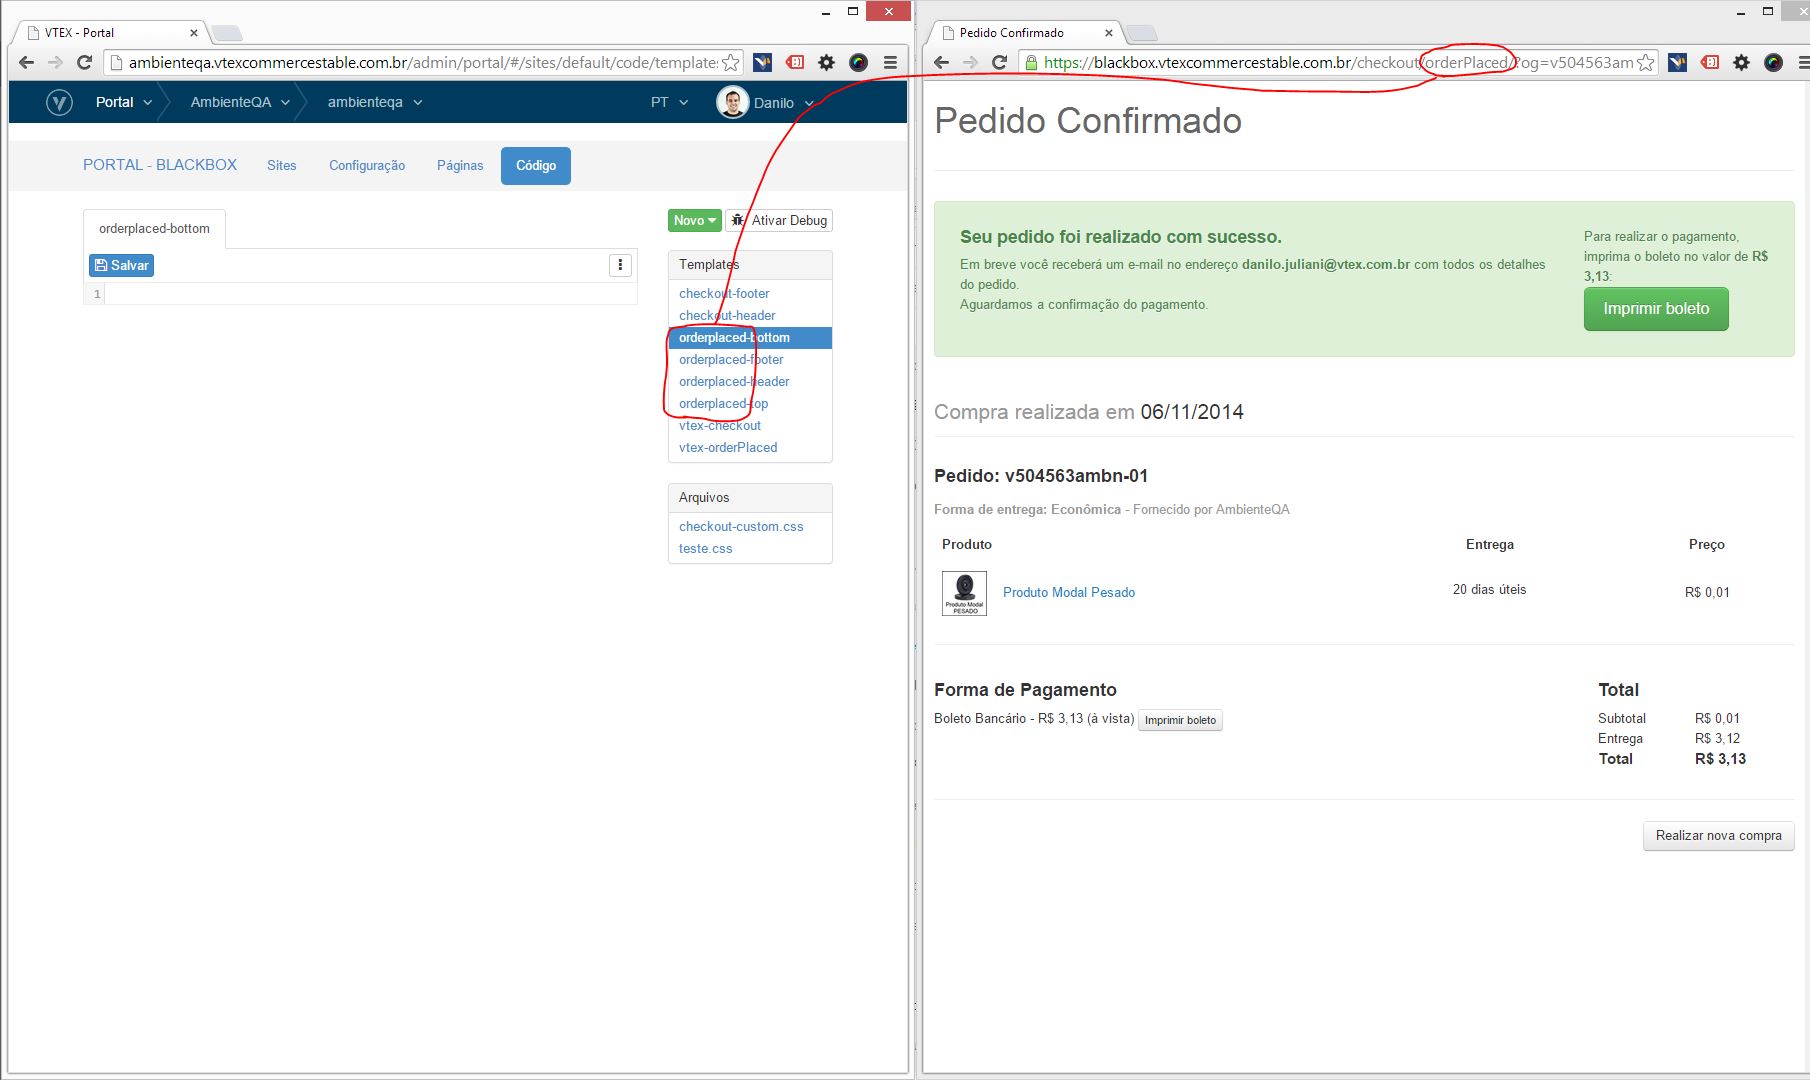 VTEX - Portal
ambienteqa.vtexcommercestable.com.br/admin/portal/#/sites/default/code/templates
Portal
AmbienteQA
ambienteqa
PT
Danilo
PORTAL - BLACKBOX
Sites
Configuração
Páginas
Código
orderplaced-bottom
Salvar
1
Novo
Ativar Debug
Templates
checkout-footer
checkout-header
orderplaced-bottom
orderplaced-footer
orderplaced-header
orderplaced-top
vtex-checkout
vtex-orderPlaced
Arquivos
checkout-custom.css
teste.css
Pedido Confirmado
https://blackbox.vtexcommercestable.com.br/checkout/orderPlaced/?og=v504563am
Pedido Confirmado
Seu pedido foi realizado com sucesso.
Em breve você receberá um e-mail no endereço danilo.juliani@vtex.com.br com todos os detalhes
do pedido.
Aguardamos a confirmação do pagamento.
Para realizar o pagamento,
imprima o boleto no valor de R$
3,13:
Imprimir boleto
Compra realizada em 06/11/2014
Pedido: v504563ambn-01
Forma de entrega: Econômica - Fornecido por AmbienteQA
Produto Entrega Preço
Produto Modal
PESADO
Produto Modal Pesado 20 dias úteis R$ 0,01
Forma de Pagamento
Boleto Bancário - R$ 3,13 (à vista) Imprimir boleto
Total
Subtotal R$ 0,01
Entrega R$ 3,12
Total R$ 3,13
Realizar nova compra